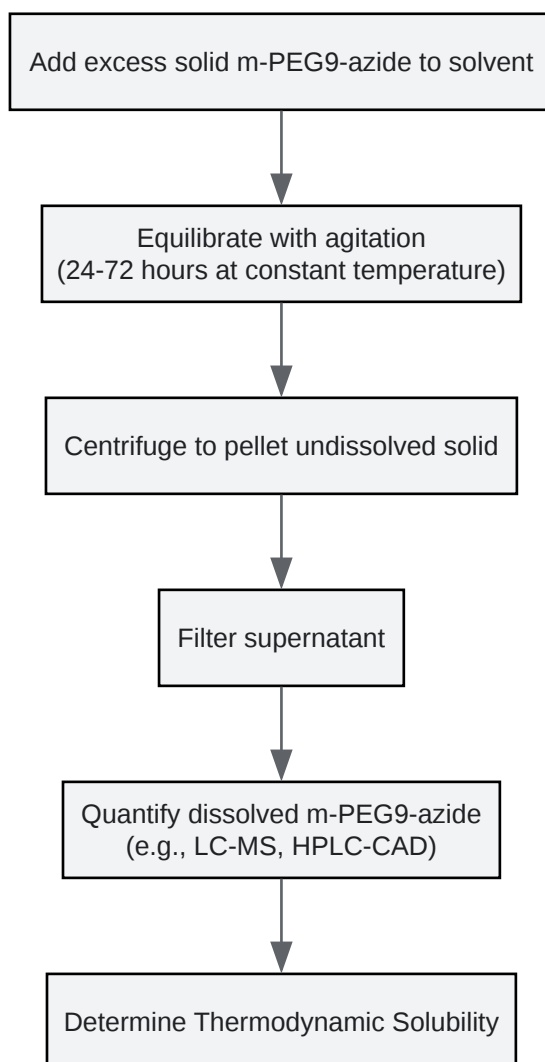 Add excess solid m-PEG9-azide to solvent
Equilibrate with agitation
(24-72 hours at constant temperature)
Centrifuge to pellet undissolved solid
Filter supernatant
Quantify dissolved m-PEG9-azide
(e.g., LC-MS, HPLC-CAD)
Determine Thermodynamic Solubility